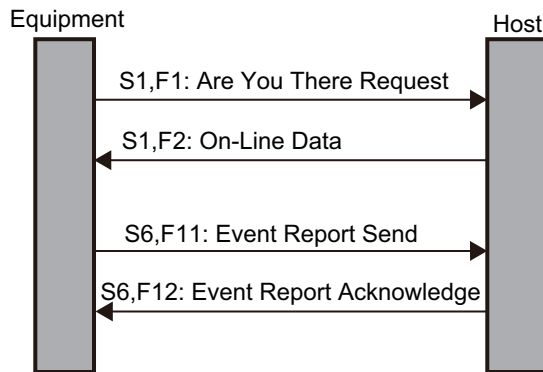 Equipment
Host
S1,F1: Are You There Request
S1,F2: On-Line Data
S6,F11: Event Report Send
S6,F12: Event Report Acknowledge